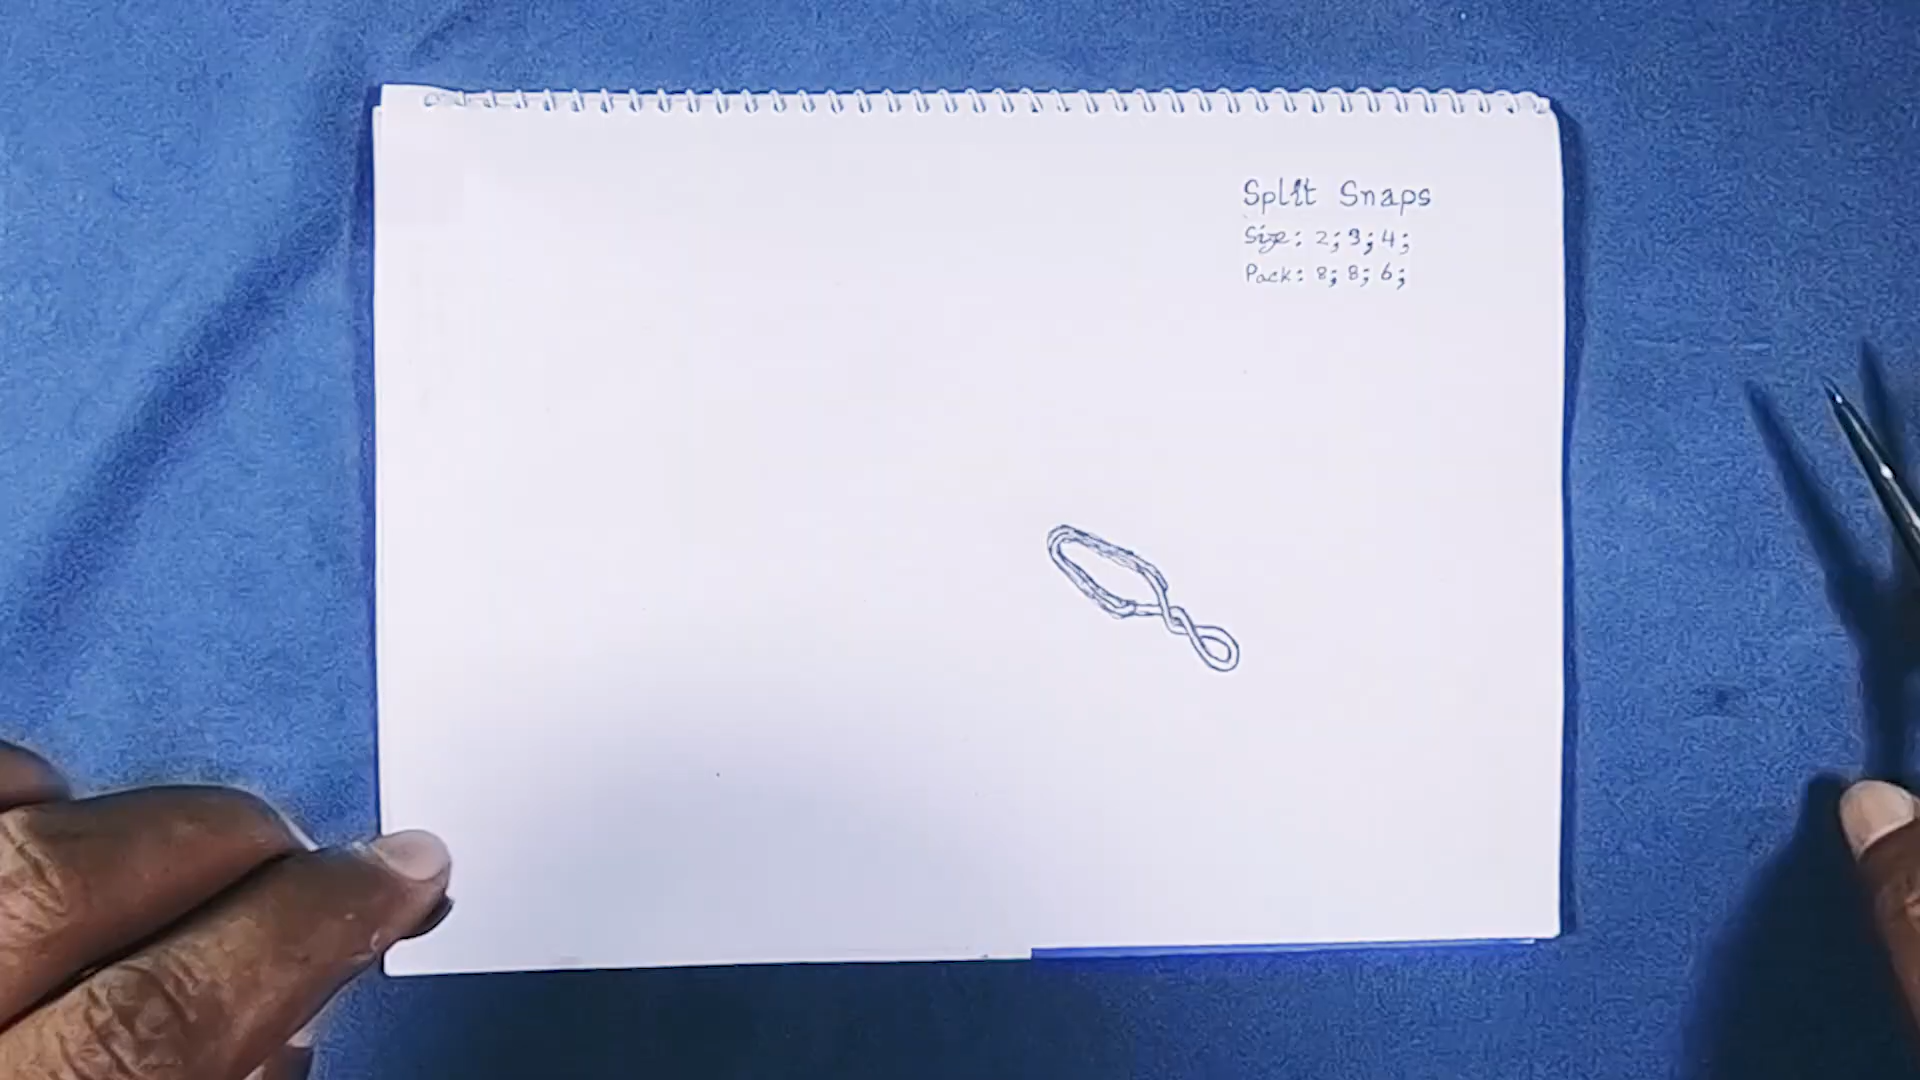 Split Snaps
Size: 2; 3; 4;
Pack: 8; 8; 6;